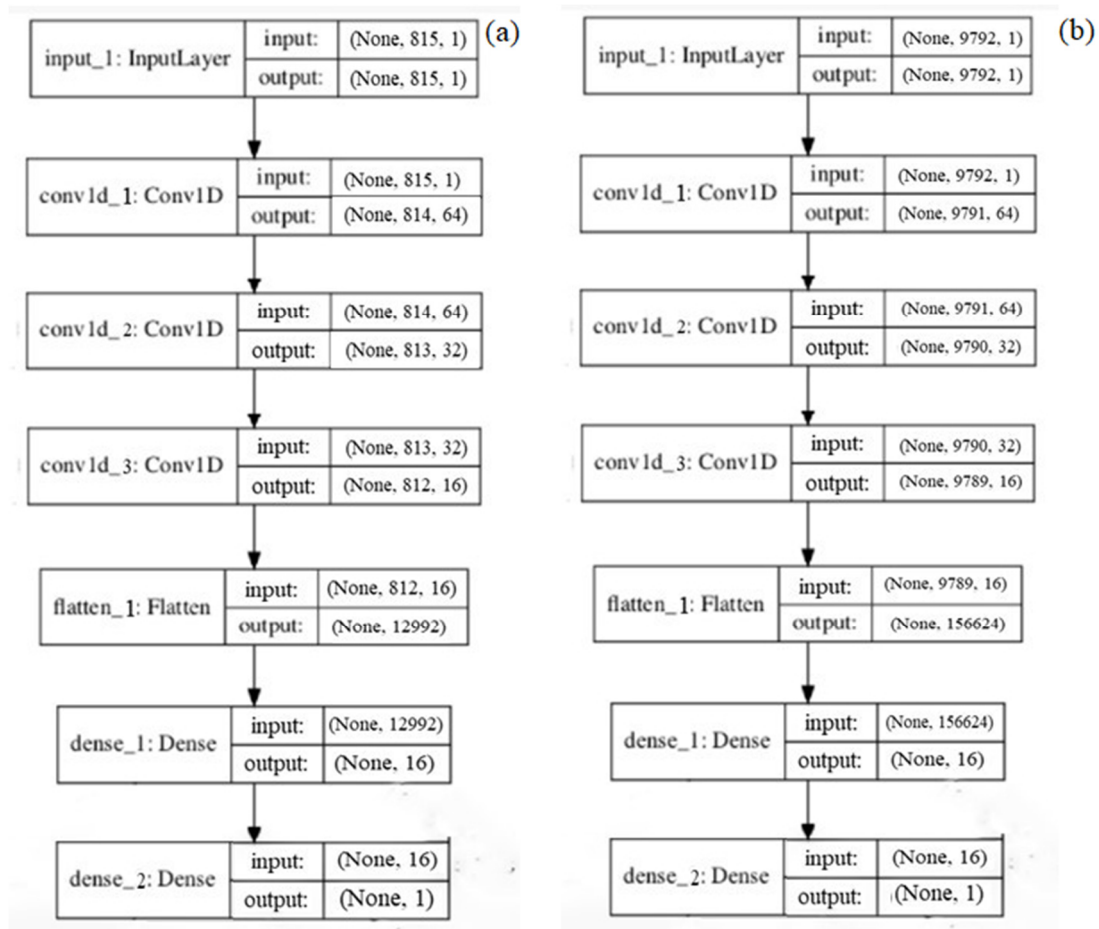 (a)
input_1: InputLayer
input: (None, 815, 1)
output: (None, 815, 1)
conv1d_1: Conv1D
input: (None, 815, 1)
output: (None, 814, 64)
conv1d_2: Conv1D
input: (None, 814, 64)
output: (None, 813, 32)
conv1d_3: Conv1D
input: (None, 813, 32)
output: (None, 812, 16)
flatten_1: Flatten
input: (None, 812, 16)
output: (None, 12992)
dense_1: Dense
input: (None, 12992)
output: (None, 16)
dense_2: Dense
input: (None, 16)
output: (None, 1)
(b)
input_1: InputLayer
input: (None, 9792, 1)
output: (None, 9792, 1)
conv1d_1: Conv1D
input: (None, 9792, 1)
output: (None, 9791, 64)
conv1d_2: Conv1D
input: (None, 9791, 64)
output: (None, 9790, 32)
conv1d_3: Conv1D
input: (None, 9790, 32)
output: (None, 9789, 16)
flatten_1: Flatten
input: (None, 9789, 16)
output: (None, 156624)
dense_1: Dense
input: (None, 156624)
output: (None, 16)
dense_2: Dense
input: (None, 16)
output: (None, 1)